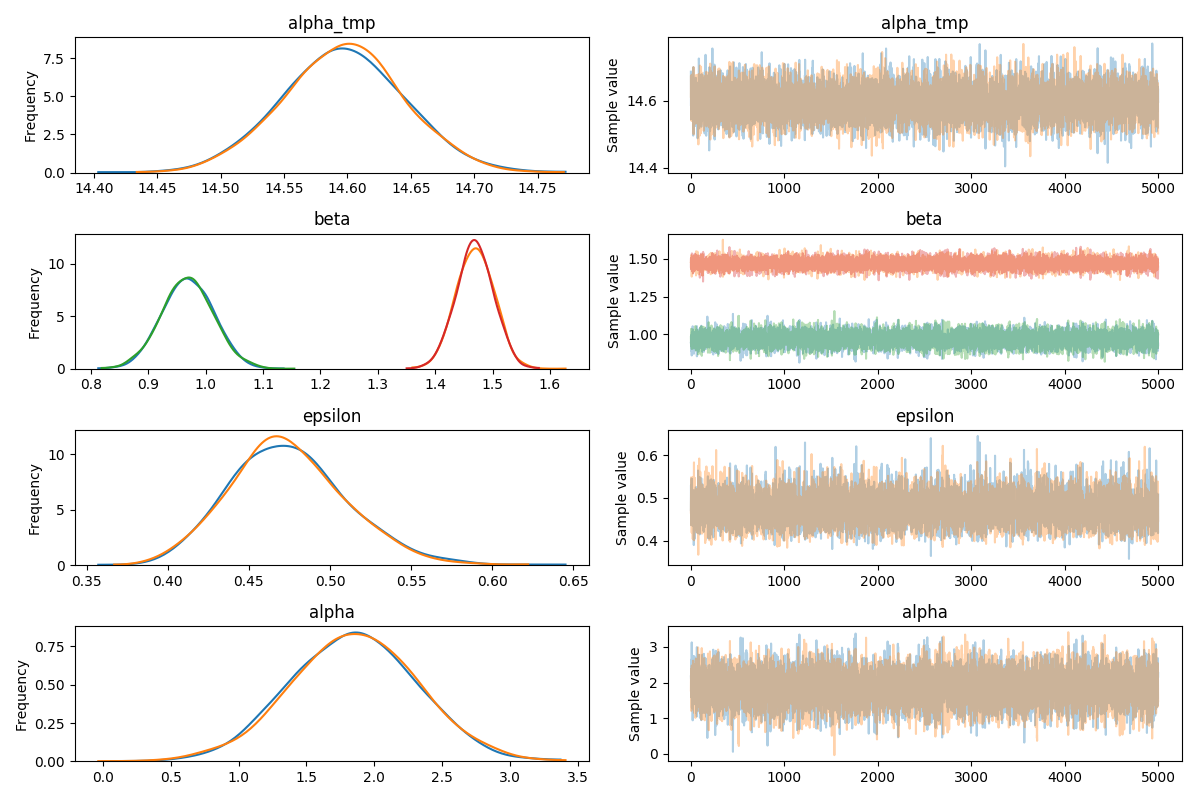 alpha_tmp
Frequency
7.5
5.0
2.5
0.0
14.40 14.45 14.50 14.55 14.60 14.65 14.70 14.75
alpha_tmp
Sample value
14.6
14.4
0 1000 2000 3000 4000 5000
beta
Frequency
10
5
0
0.8 0.9 1.0 1.1 1.2 1.3 1.4 1.5 1.6
beta
Sample value
1.50
1.25
1.00
0 1000 2000 3000 4000 5000
epsilon
Frequency
10
5
0
0.35 0.40 0.45 0.50 0.55 0.60 0.65
epsilon
Sample value
0.6
0.5
0.4
0 1000 2000 3000 4000 5000
alpha
Frequency
0.75
0.50
0.25
0.00
0.0 0.5 1.0 1.5 2.0 2.5 3.0 3.5
alpha
Sample value
3
2
1
0
0 1000 2000 3000 4000 5000